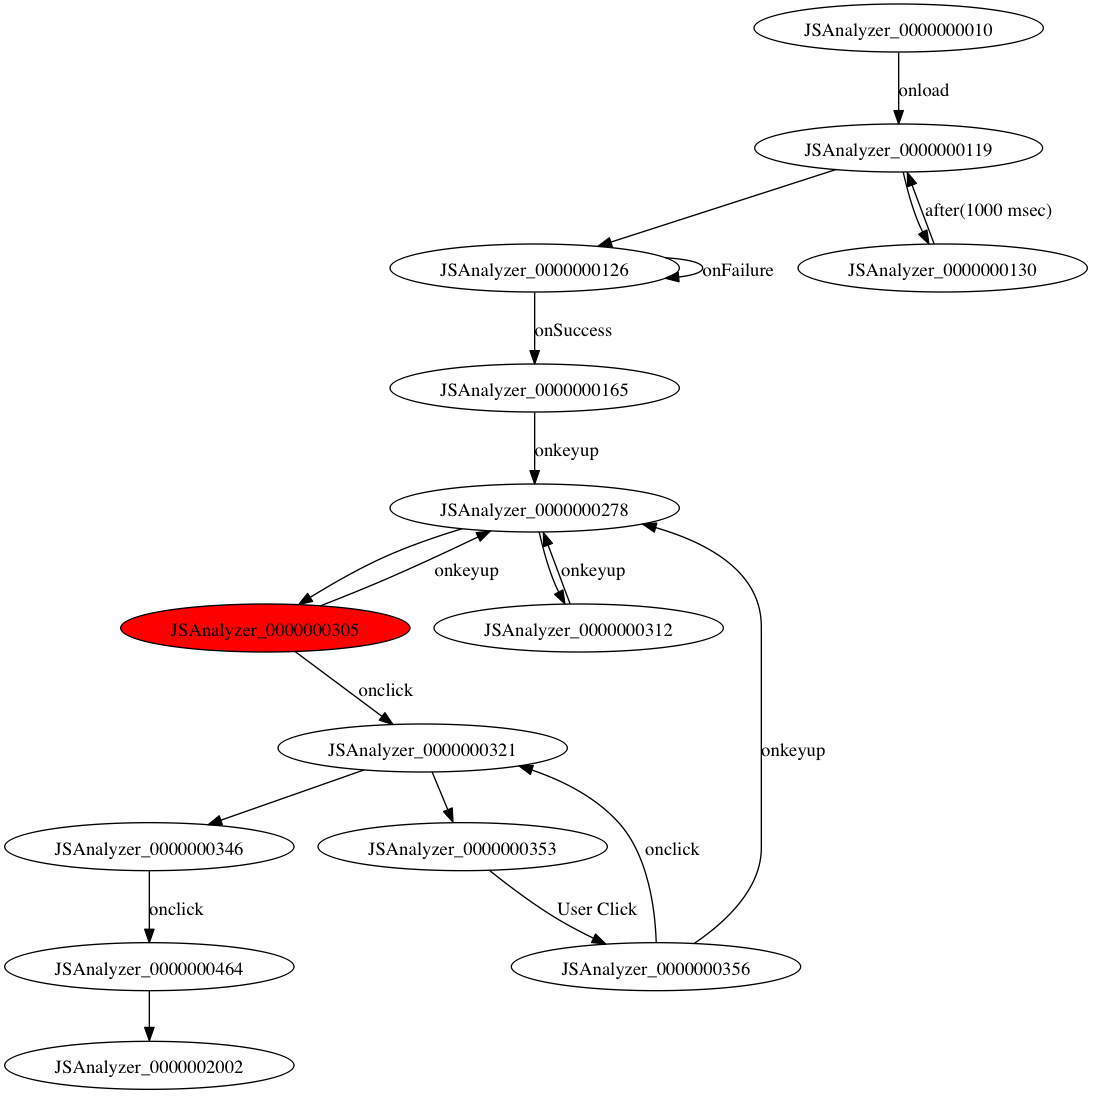 JSAnalyzer_0000000010
onload
JSAnalyzer_0000000119
after(1000 msec)
JSAnalyzer_0000000126
onFailure
JSAnalyzer_0000000130
onSuccess
JSAnalyzer_0000000165
onkeyup
JSAnalyzer_0000000278
onkeyup
onkeyup
JSAnalyzer_0000000305
JSAnalyzer_0000000312
onclick
JSAnalyzer_0000000321
onkeyup
JSAnalyzer_0000000346
JSAnalyzer_0000000353
onclick
onclick
User Click
JSAnalyzer_0000000464
JSAnalyzer_0000000356
JSAnalyzer_0000002002